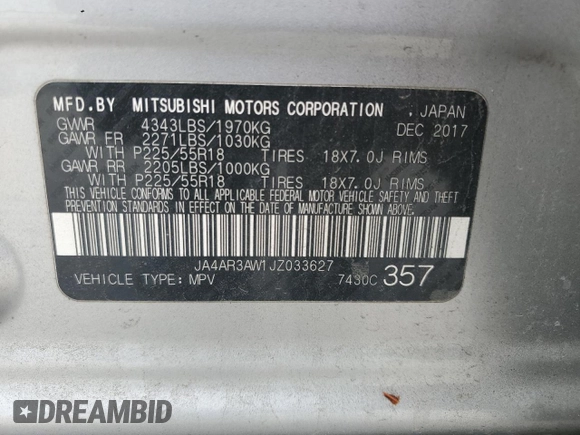 MFD.BY MITSUBISHI MOTORS CORPORATION . JAPAN
GVWR 4343LBS/1970KG DEC 2017
GAWR FR 2271LBS/1030KG
WITH P225/55R18 TIRES 18X7.0J RIMS
GAWR RR 2205LBS/1000KG
WITH P225/55R18 TIRES 18X7.0J RIMS
THIS VEHICLE CONFORMS TO ALL APPLICABLE FEDERAL MOTOR VEHICLE SAFETY AND THEFT
PREVENTION STANDARDS IN EFFECT ON THE DATE OF MANUFACTURE SHOWN ABOVE.
JA4AR3AW1JZ033627
VEHICLE TYPE: MPV 7430C 357
DREAMBID